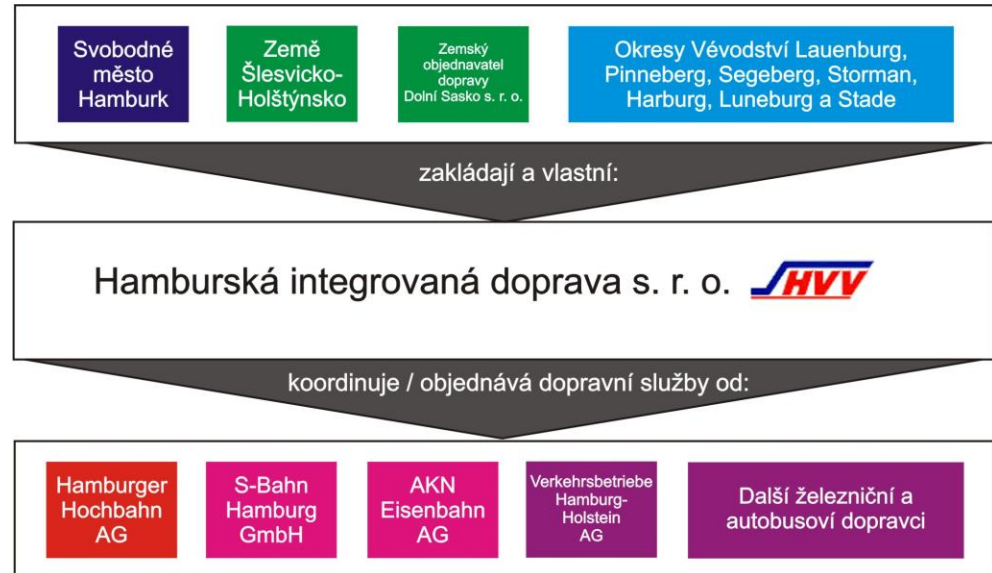 Svobodné
město
Hamburk
Země
Šlesvicko-
Holštýnsko
Zemský
objednavatel
dopravy
Dolní Sasko s. r. o.
Okresy Vévodství Lauenburg,
Pinneberg, Segeberg, Storman,
Harburg, Luneburg a Stade
zakládají a vlastní:
Hamburská integrovaná doprava s. r. o. HVV
koordinuje / objednává dopravní služby od:
Hamburger
Hochbahn
AG
S-Bahn
Hamburg
GmbH
AKN
Eisenbahn
AG
Verkehrsbetriebe
Hamburg-
Holstein
AG
Další železniční a
autobusoví dopravci